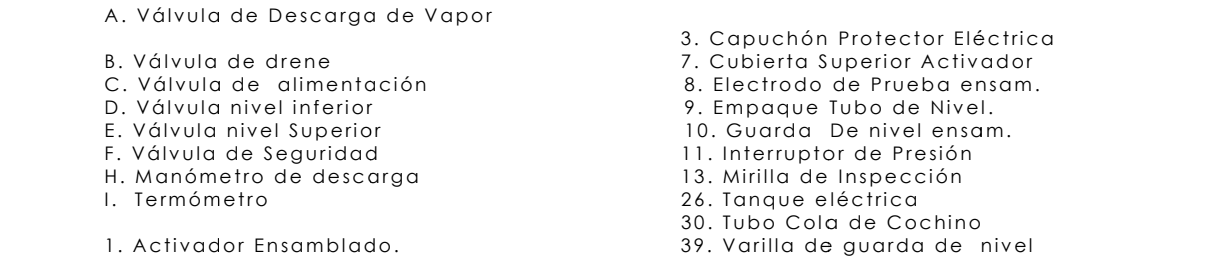 A. Válvula de Descarga de Vapor
B. Válvula de drene
C. Válvula de alimentación
D. Válvula nivel inferior
E. Válvula nivel Superior
F. Válvula de Seguridad
H. Manómetro de descarga
I. Termómetro
1. Activador Ensamblado.
3. Capuchón Protector Eléctrica
7. Cubierta Superior Activador
8. Electrodo de Prueba ensam.
9. Empaque Tubo de Nivel.
10. Guarda De nivel ensam.
11. Interruptor de Presión
13. Mirilla de Inspección
26. Tanque eléctrica
30. Tubo Cola de Cochino
39. Varilla de guarda de nivel